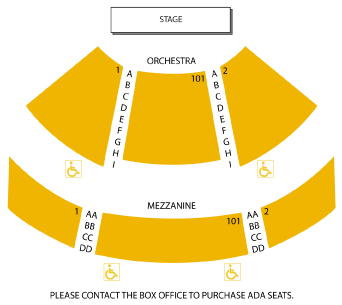 STAGE
ORCHESTRA
1 A 101 A 2
B B
C C
D D
E E
F F
G G
H H
I I
MEZZANINE
1 AA 101 AA 2
BB BB
CC CC
DD DD
PLEASE CONTACT THE BOX OFFICE TO PURCHASE ADA SEATS.